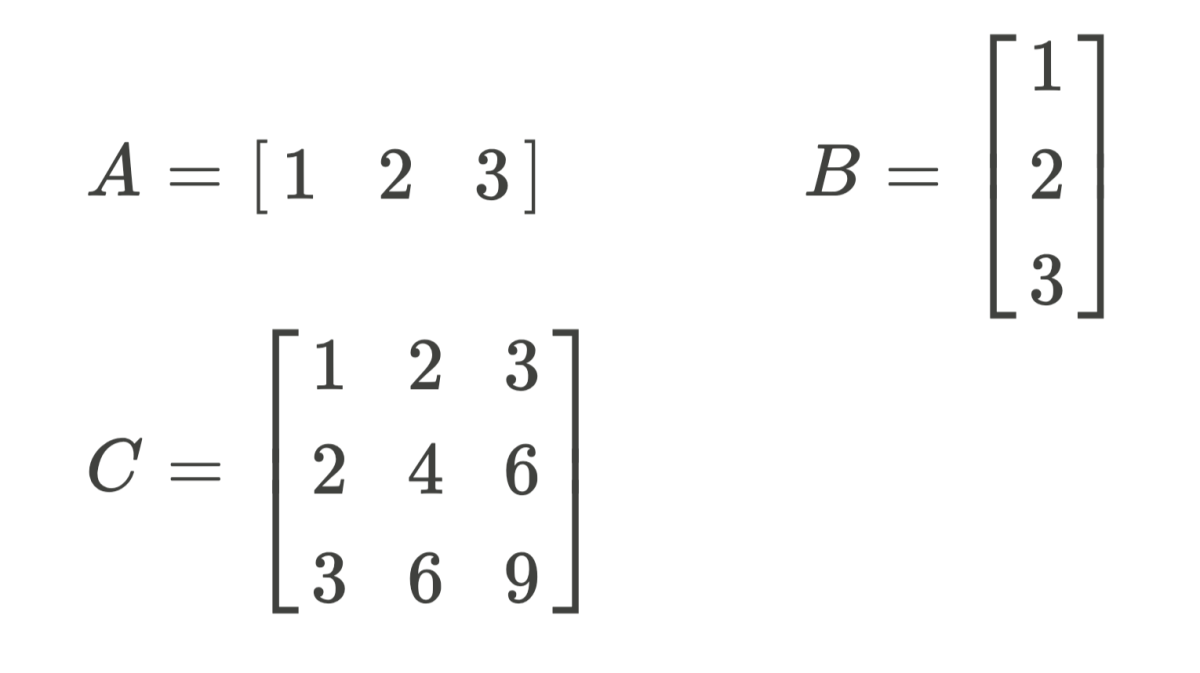 A = [ 1 2 3 ]
B = [ 1
2
3 ]
C = [ 1 2 3
2 4 6
3 6 9 ]